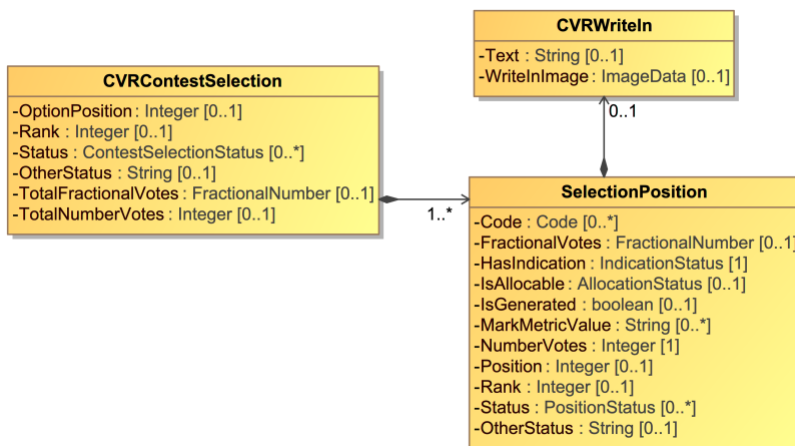 CVRWriteIn
-Text : String [0..1]
-WriteInImage : ImageData [0..1]
CVRContestSelection
-OptionPosition : Integer [0..1]
-Rank : Integer [0..1]
-Status : ContestSelectionStatus [0..*]
-OtherStatus : String [0..1]
-TotalFractionalVotes : FractionalNumber [0..1]
-TotalNumberVotes : Integer [0..1]
0..1
1..*
SelectionPosition
-Code : Code [0..*]
-FractionalVotes : FractionalNumber [0..1]
-HasIndication : IndicationStatus [1]
-IsAllocable : AllocationStatus [0..1]
-IsGenerated : boolean [0..1]
-MarkMetricValue : String [0..*]
-NumberVotes : Integer [1]
-Position : Integer [0..1]
-Rank : Integer [0..1]
-Status : PositionStatus [0..*]
-OtherStatus : String [0..1]